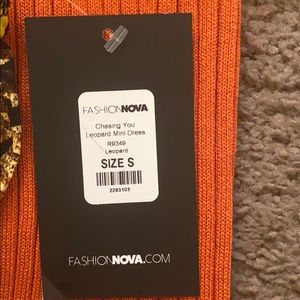 FASHIONNOVA
Chasing You
Leopard Mini Dress
R9349
Leopard
SIZE S
2293103
FASHIONNOVA.COM